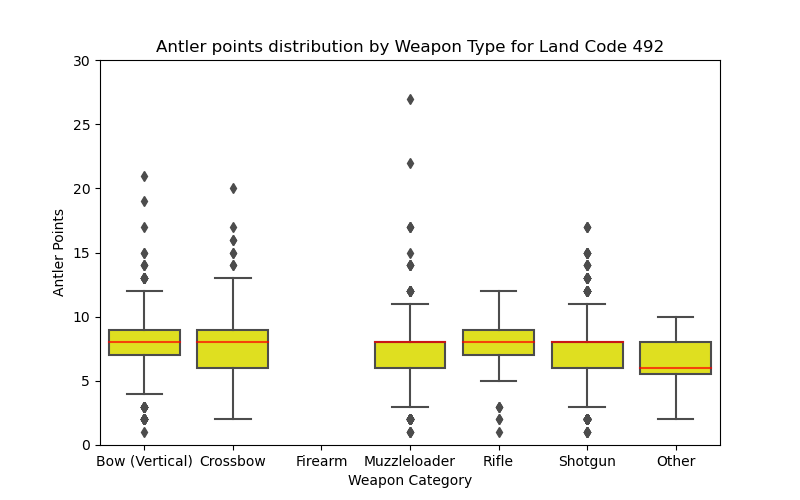 Antler points distribution by Weapon Type for Land Code 492
30
25
20
15
10
5
0
Antler Points
Bow (Vertical) Crossbow Firearm Muzzleloader Rifle Shotgun Other
Weapon Category